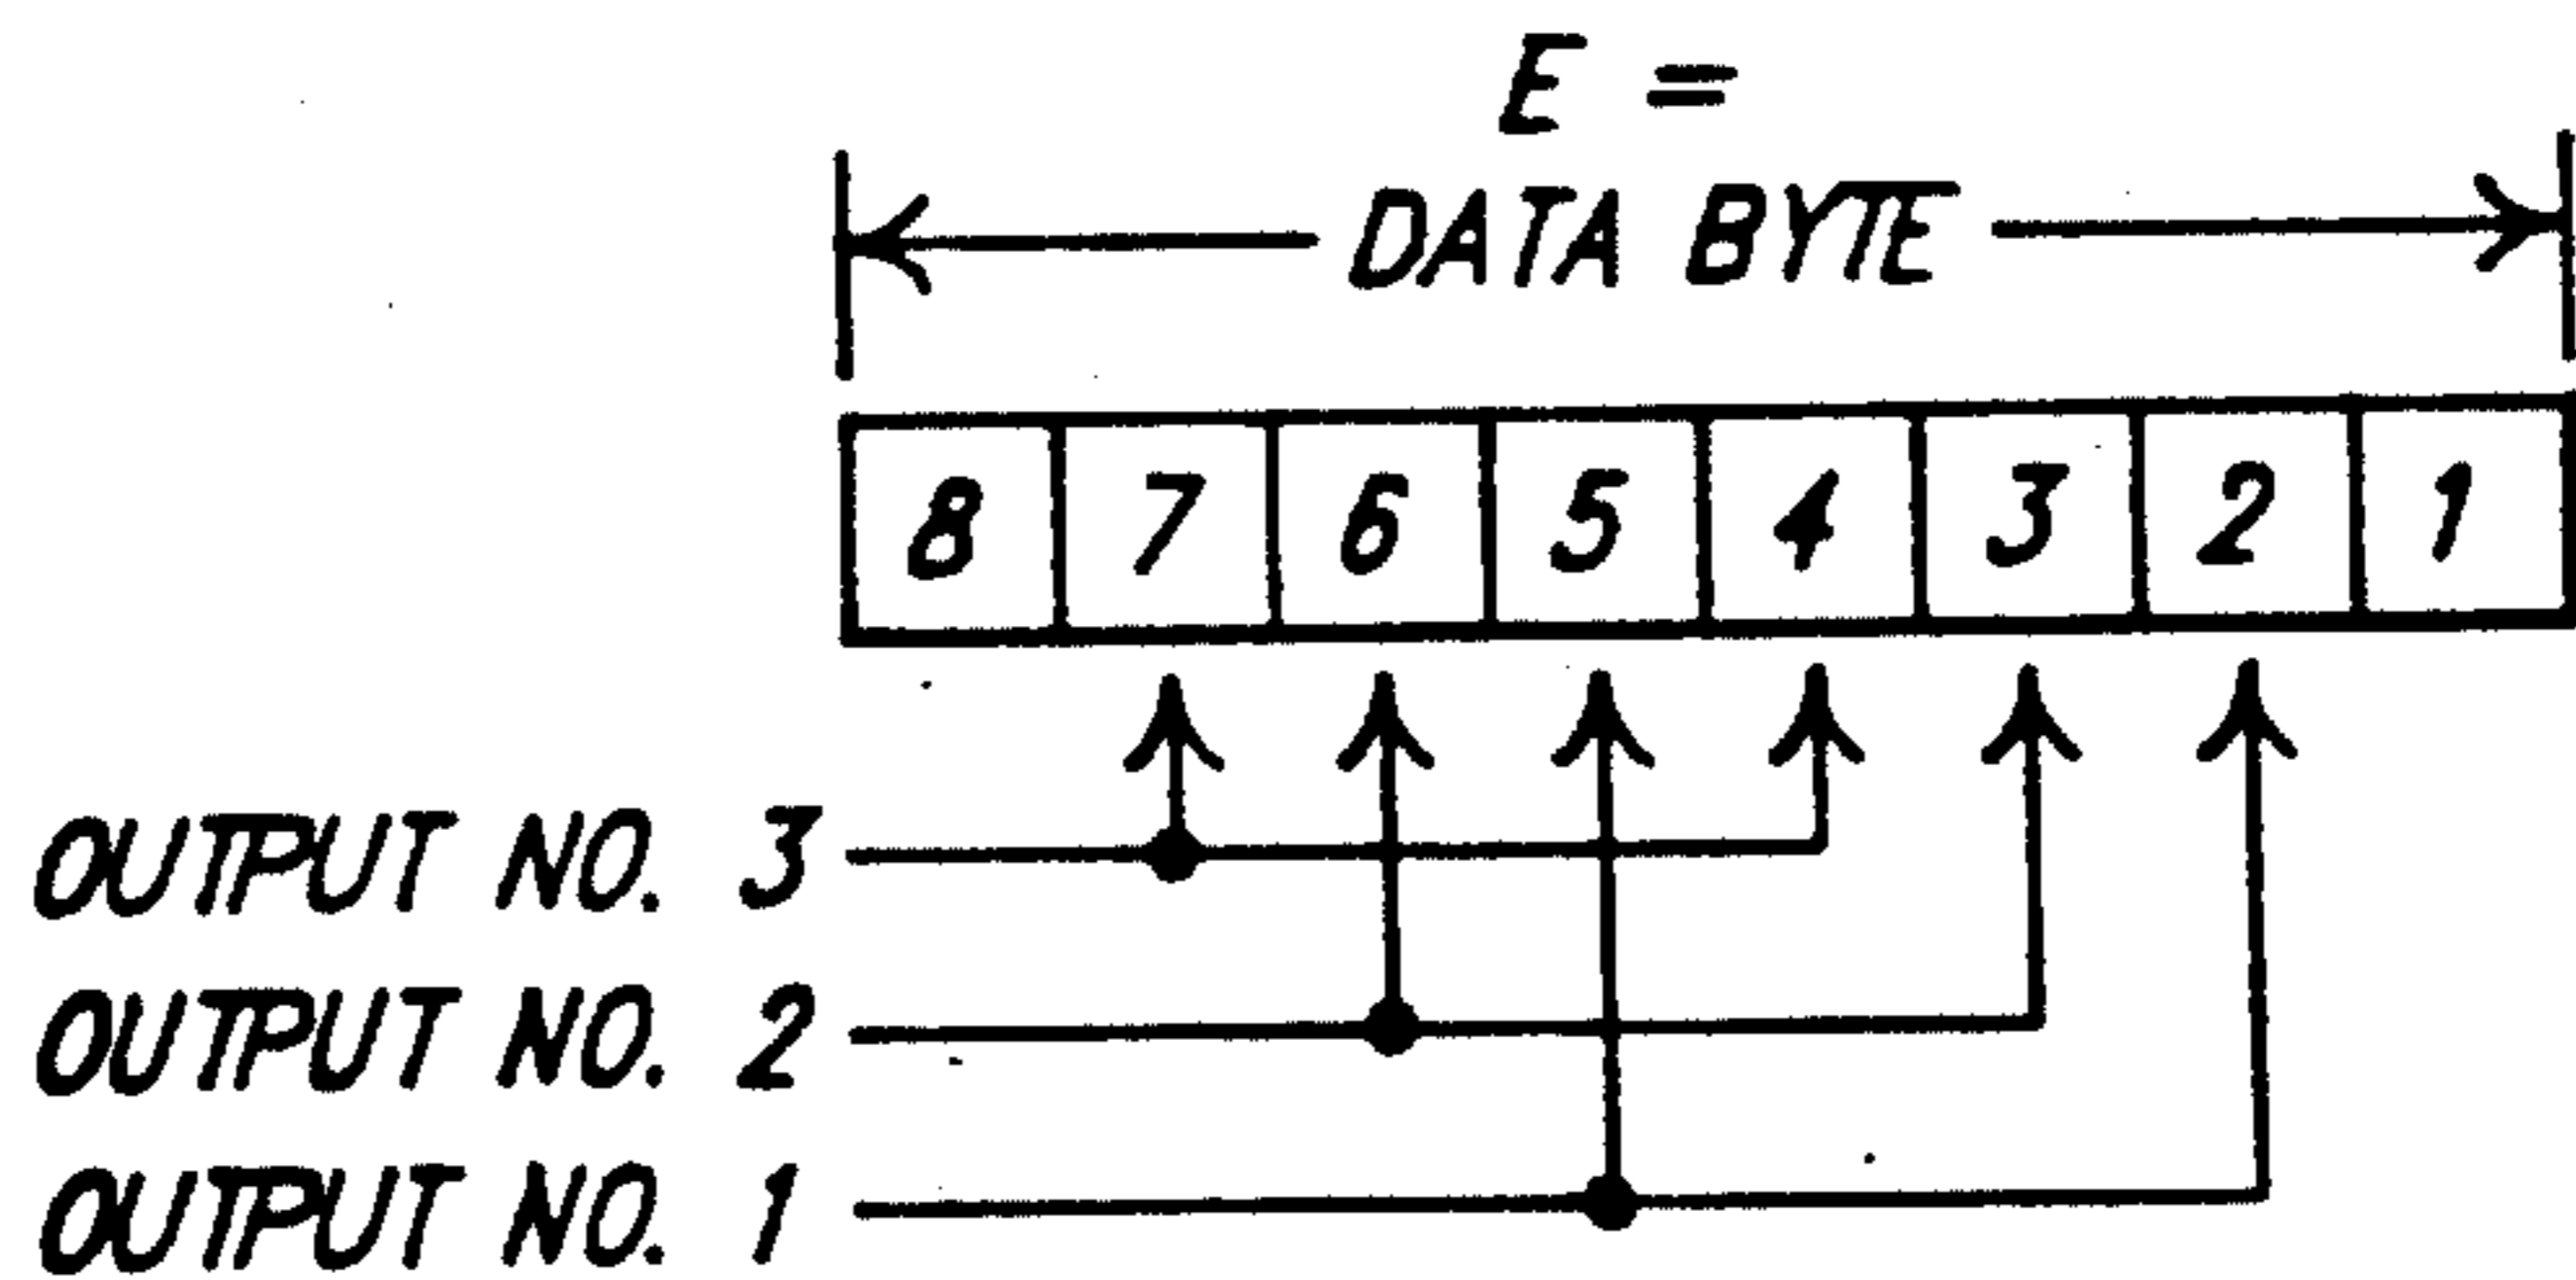 E =
DATA BYTE
8 7 6 5 4 3 2 1
OUTPUT NO. 3
OUTPUT NO. 2
OUTPUT NO. 1